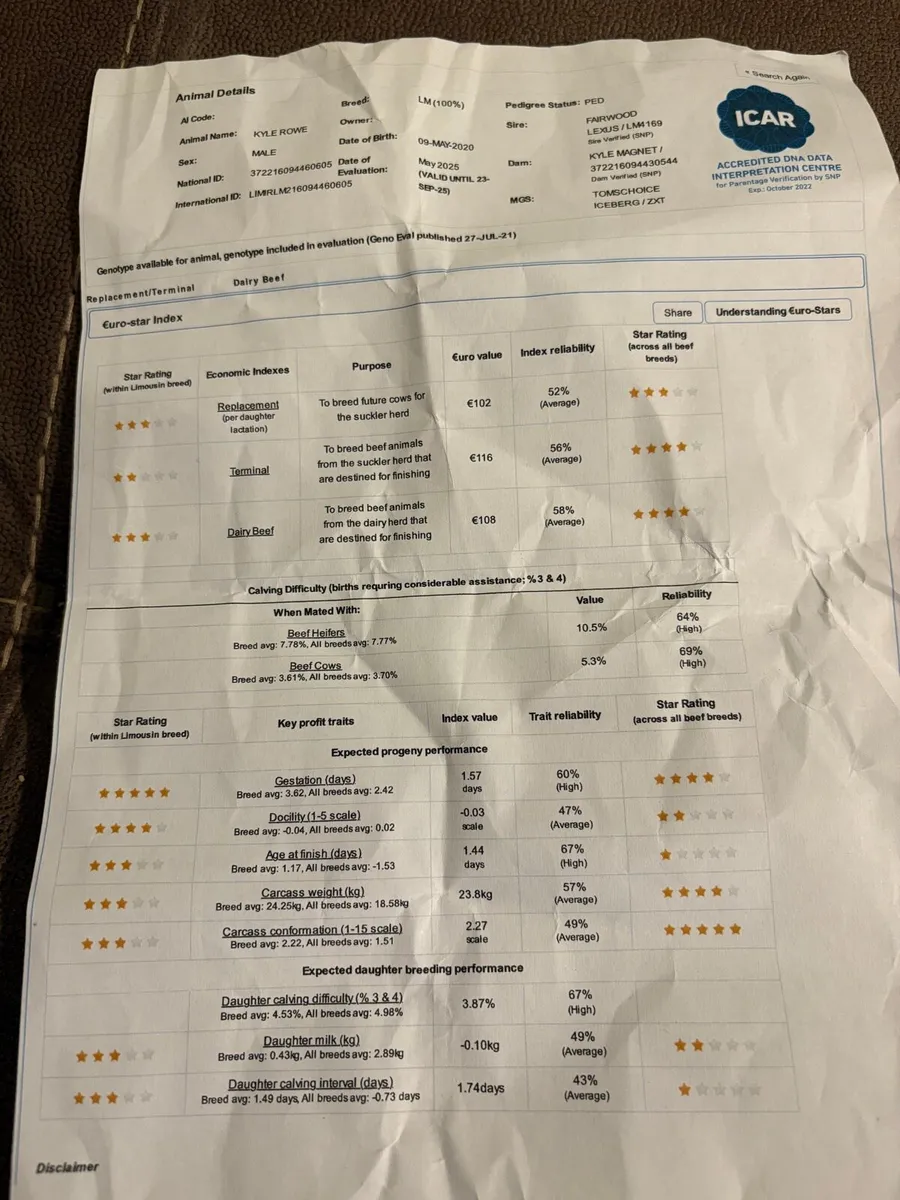 Search Again
Animal Details
AI Code:
Animal Name: KYLE ROWE
Sex: MALE
National ID: 372216094460605
International ID: LIMIRLM216094460605
Breed: LM (100%)
Owner: -
Date of Birth: 09-MAY-2020
Date of Evaluation: May 2025
(VALID UNTIL 23-
SEP-25)
Pedigree Status: PED
Sire: FAIRWOOD
LEXUS / LM4169
Sire Verified (SNP)
Dam: KYLE MAGNET /
372216094430544
Dam Verified (SNP)
MGS: TOMSCHOICE
ICEBERG / ZXT
ICAR
ACCREDITED DNA DATA
INTERPRETATION CENTRE
for Parentage Verification by SNP
Exp.: October 2022
Genotype available for animal, genotype included in evaluation (Geno Eval published 27-JUL-21)
Replacement/Terminal Dairy Beef
€uro-star Index Share Understanding €uro-Stars
Star Rating
(within Limousin breed)
Economic Indexes
Purpose
€uro value
Index reliability
Star Rating
(across all beef
breeds)
Replacement
(per daughter
lactation)
To breed future cows for
the suckler herd
€102
52%
(Average)
Terminal
To breed beef animals
from the suckler herd that
are destined for finishing
€116
56%
(Average)
Dairy Beef
To breed beef animals
from the dairy herd that
are destined for finishing
€108
58%
(Average)
Calving Difficulty (births requring considerable assistance; %3 & 4)
When Mated With: Value Reliability
Beef Heifers
Breed avg: 7.78%, All breeds avg: 7.77%
10.5%
64%
(High)
Beef Cows
Breed avg: 3.61%, All breeds avg: 3.70%
5.3%
69%
(High)
Star Rating
(within Limousin breed)
Key profit traits
Index value
Trait reliability
Star Rating
(across all beef breeds)
Expected progeny performance
Gestation (days)
Breed avg: 3.62, All breeds avg: 2.42
1.57
days
60%
(High)
Docility (1-5 scale)
Breed avg: -0.04, All breeds avg: 0.02
-0.03
scale
47%
(Average)
Age at finish (days)
Breed avg: 1.17, All breeds avg: -1.53
1.44
days
67%
(High)
Carcass weight (kg)
Breed avg: 24.25kg, All breeds avg: 18.58kg
23.8kg
57%
(Average)
Carcass conformation (1-15 scale)
Breed avg: 2.22, All breeds avg: 1.51
2.27
scale
49%
(Average)
Expected daughter breeding performance
Daughter calving difficulty (% 3 & 4)
Breed avg: 4.53%, All breeds avg: 4.98%
3.87%
67%
(High)
Daughter milk (kg)
Breed avg: 0.43kg, All breeds avg: 2.89kg
-0.10kg
49%
(Average)
Daughter calving interval (days)
Breed avg: 1.49 days, All breeds avg: -0.73 days
1.74days
43%
(Average)
Disclaimer